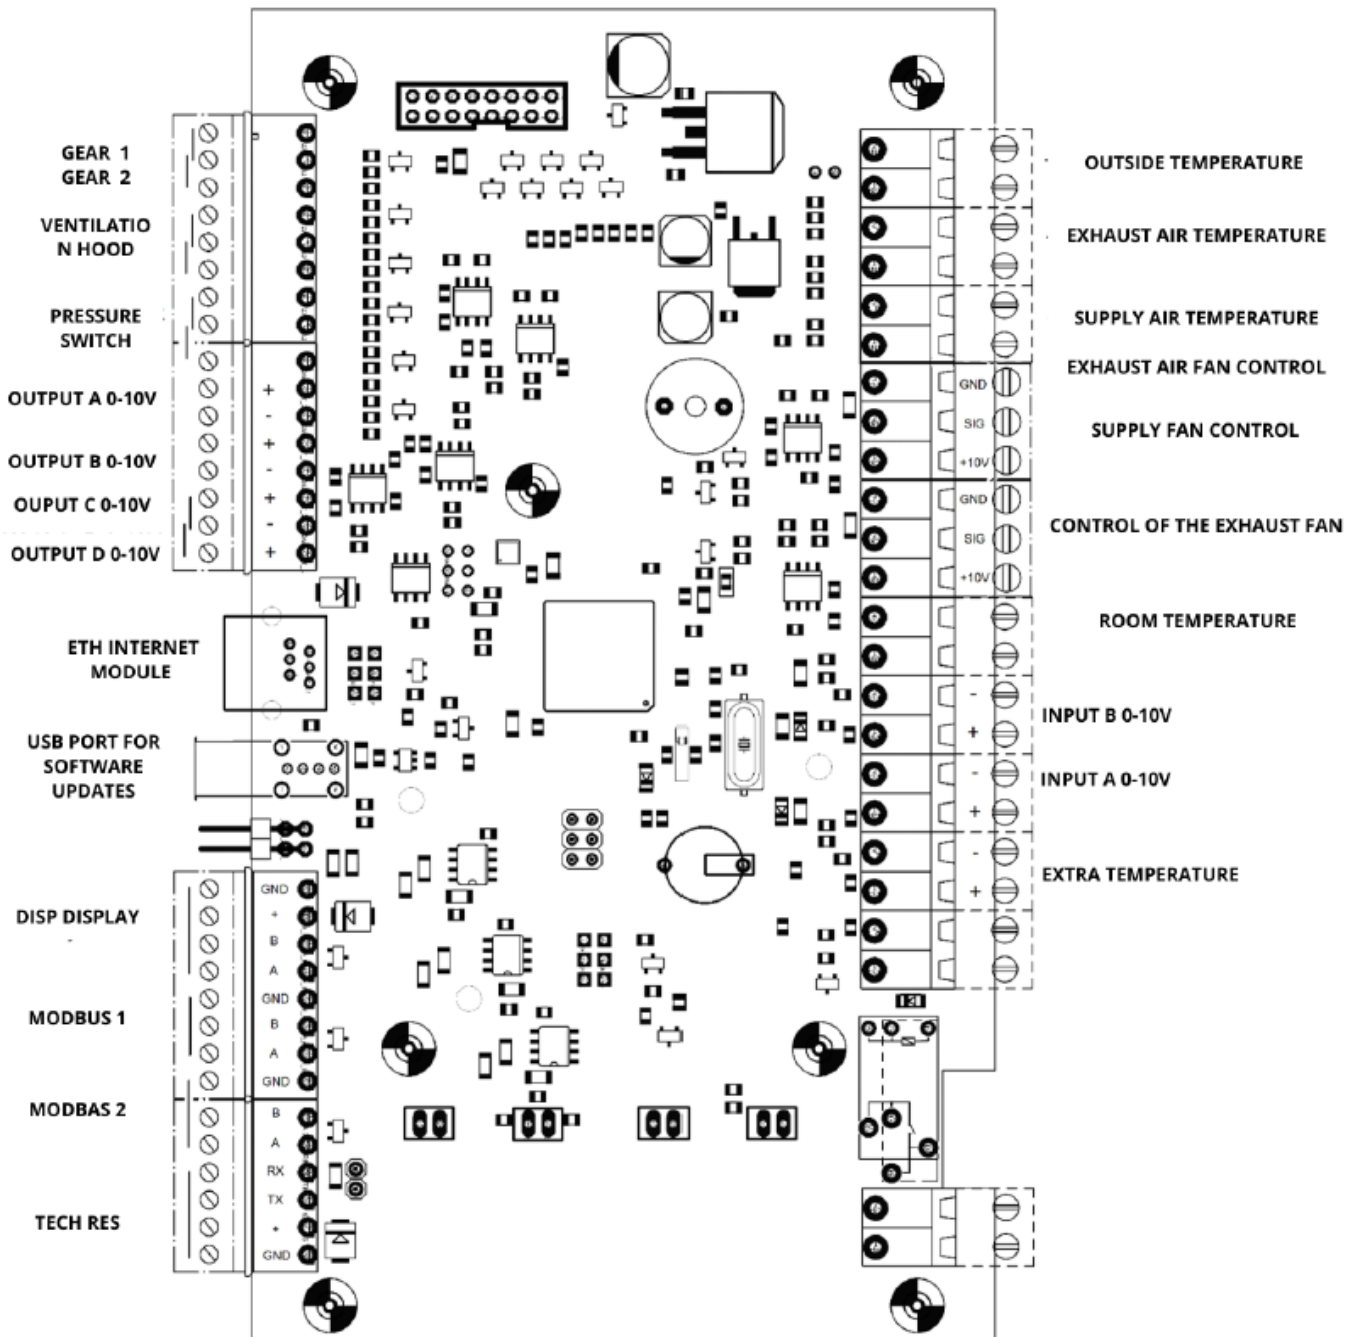 GEAR 1
GEAR 2
VENTILATIO
N HOOD
PRESSURE
SWITCH
OUTPUT A 0-10V
+
-
OUTPUT B 0-10V
+
-
OUPUT C 0-10V
+
-
OUTPUT D 0-10V
+
ETH INTERNET
MODULE
USB PORT FOR
SOFTWARE
UPDATES
DISP DISPLAY
GND
+
B
A
MODBUS 1
GND
B
A
GND
MODBAS 2
B
A
RX
TX
TECH RES
+
GND
OUTSIDE TEMPERATURE
EXHAUST AIR TEMPERATURE
SUPPLY AIR TEMPERATURE
EXHAUST AIR FAN CONTROL
GND
SIG
SUPPLY FAN CONTROL
+10V
GND
SIG
CONTROL OF THE EXHAUST FAN
+10V
ROOM TEMPERATURE
-
INPUT B 0-10V
+
-
INPUT A 0-10V
+
-
EXTRA TEMPERATURE
+